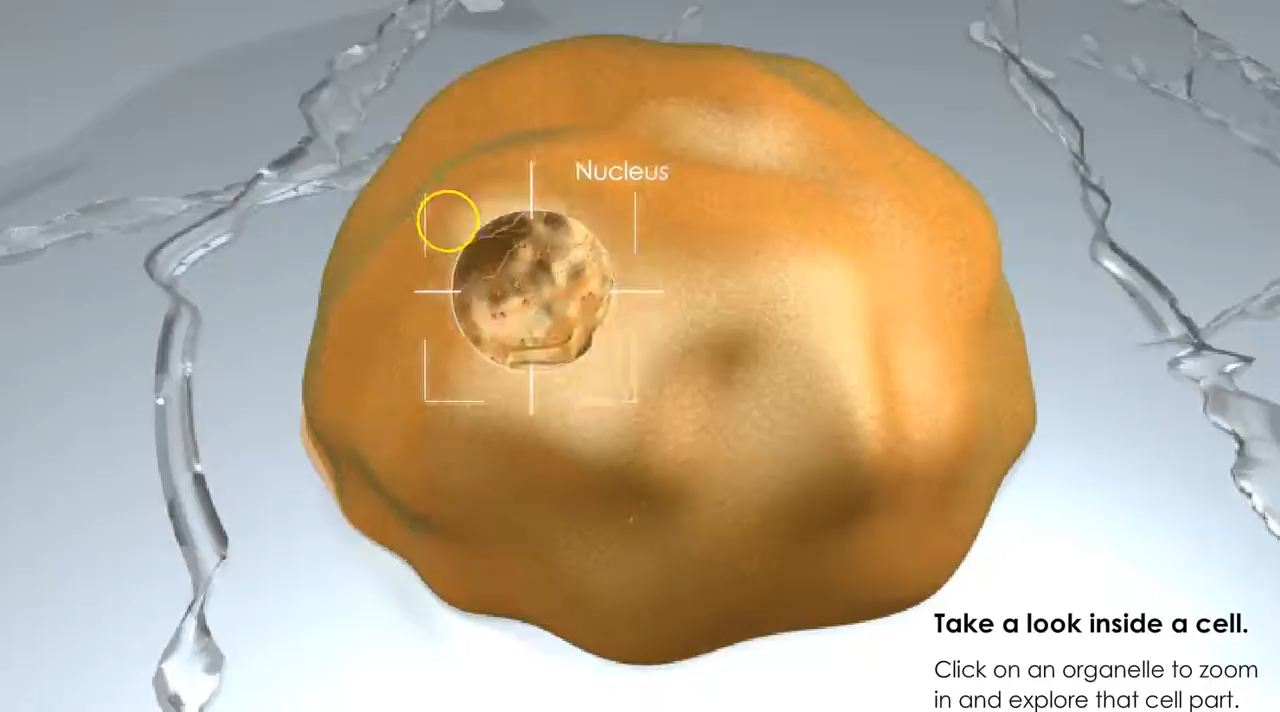 Nucleus
Take a look inside a cell.
Click on an organelle to zoom
in and explore that cell part.